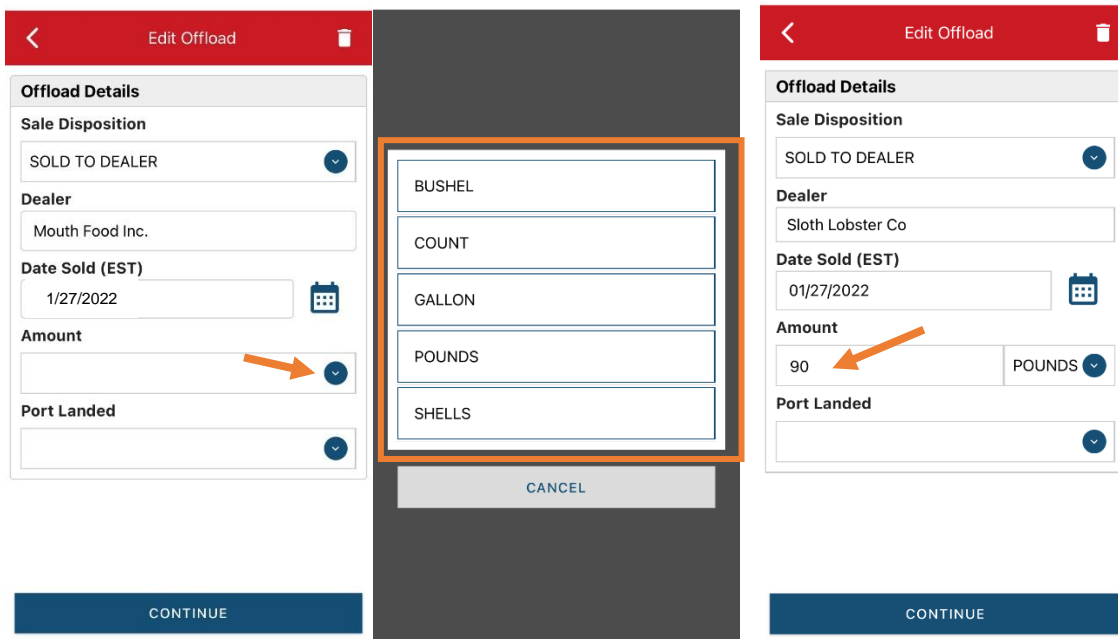 Edit Offload
Offload Details
Sale Disposition
SOLD TO DEALER
Dealer
Mouth Food Inc.
Date Sold (EST)
1/27/2022
Amount
Port Landed
CONTINUE
BUSHEL
COUNT
GALLON
POUNDS
SHELLS
CANCEL
Edit Offload
Offload Details
Sale Disposition
SOLD TO DEALER
Dealer
Sloth Lobster Co
Date Sold (EST)
01/27/2022
Amount
90 POUNDS
Port Landed
CONTINUE